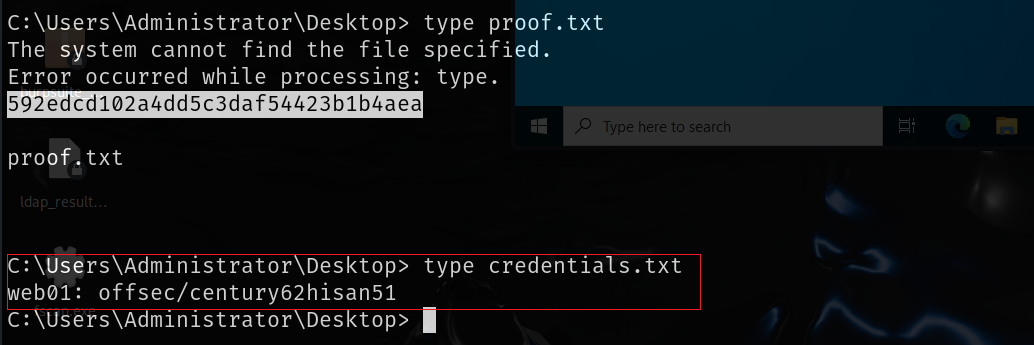 C:\Users\Administrator\Desktop> type proof.txt
The system cannot find the file specified.
Error occurred while processing: type.
592edcd102a4dd5c3daf54423b1b4aea
Type here to search
proof.txt
ldap_result...
C:\Users\Administrator\Desktop> type credentials.txt
web01: offsec/century62hisan51
C:\Users\Administrator\Desktop>